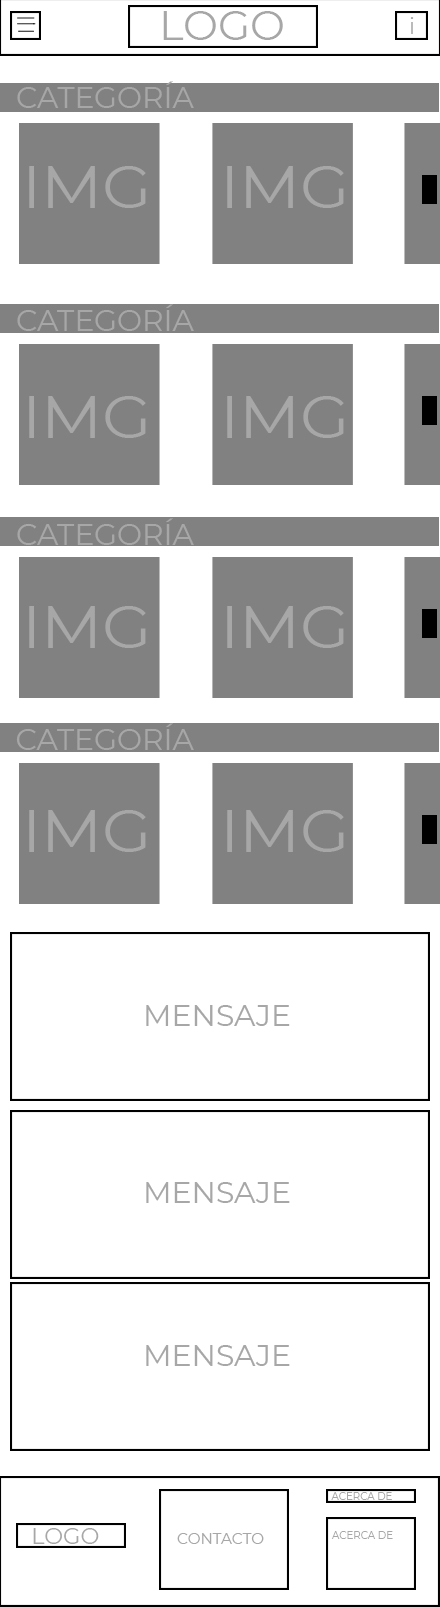 LOGO
i
CATEGORÍA
IMG
IMG
CATEGORÍA
IMG
IMG
CATEGORÍA
IMG
IMG
CATEGORÍA
IMG
IMG
MENSAJE
MENSAJE
MENSAJE
LOGO
CONTACTO
ACERCA DE
ACERCA DE